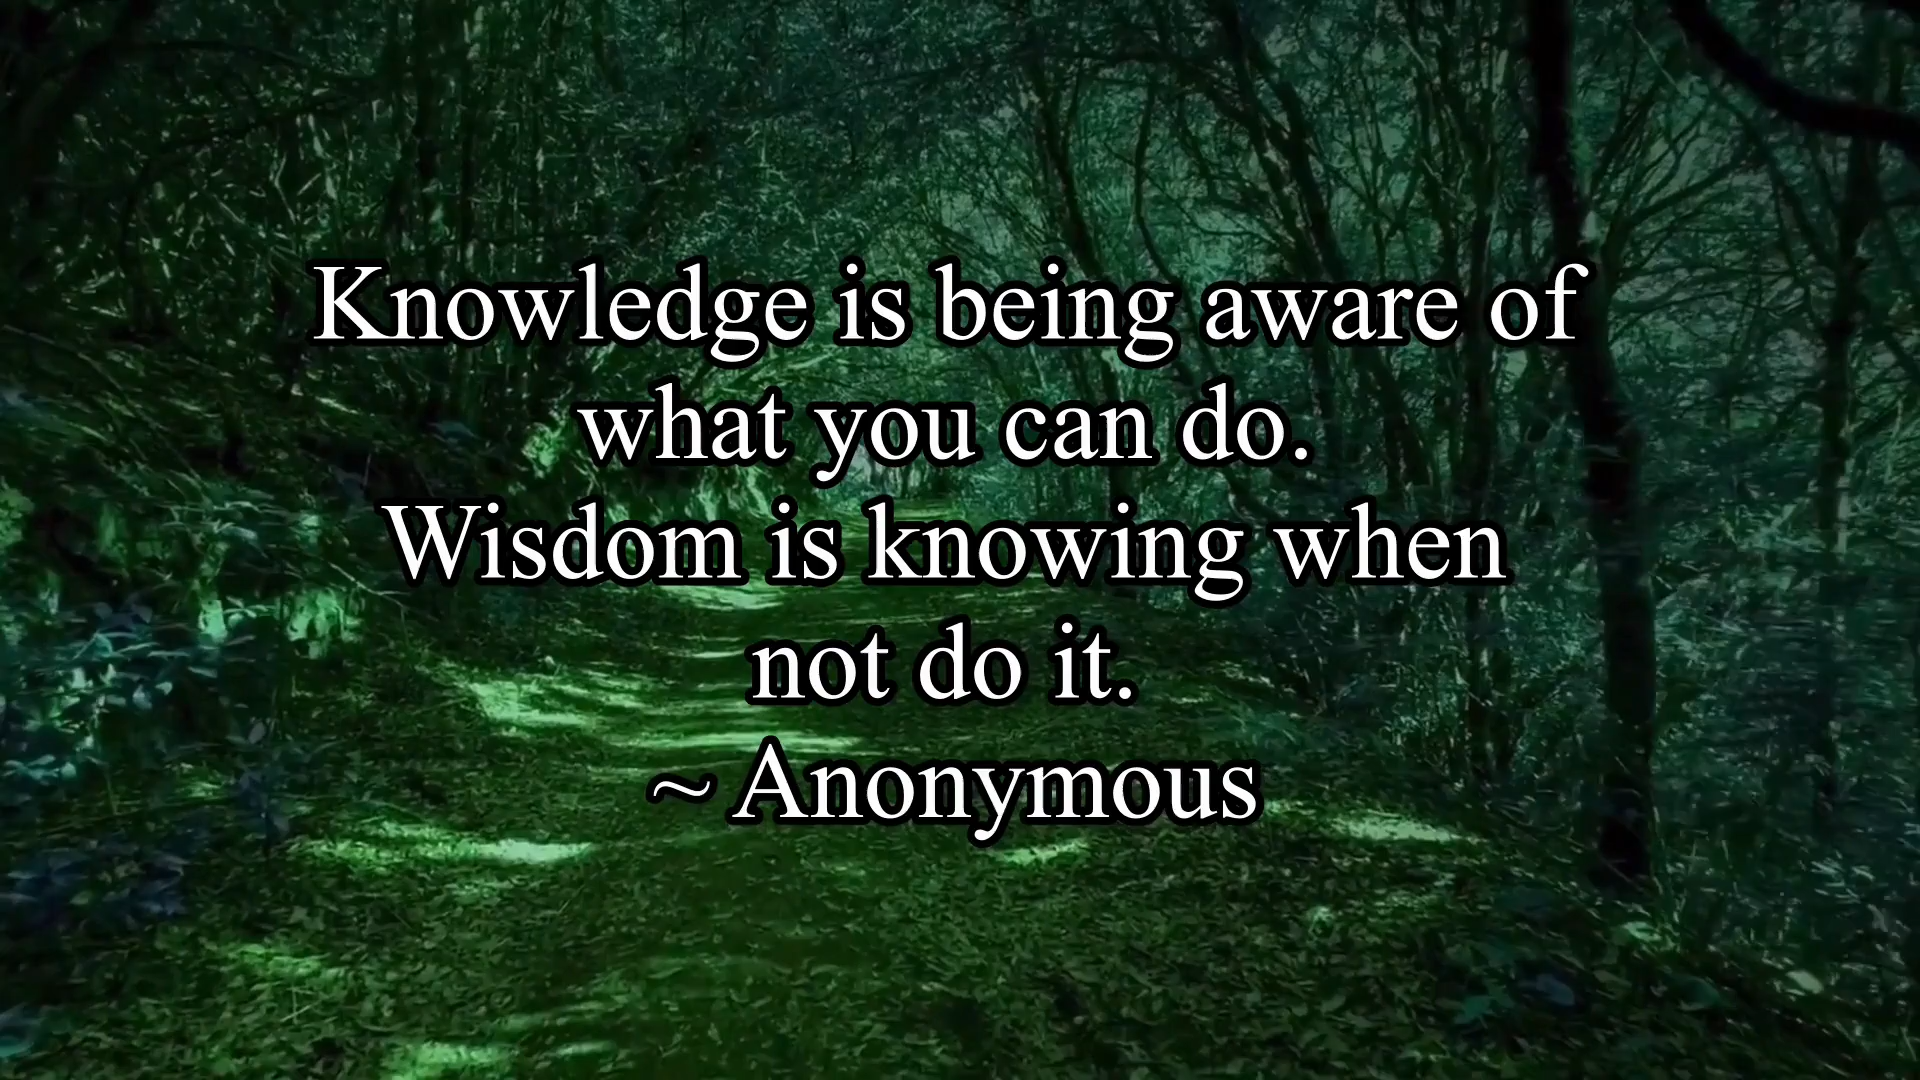 Knowledge is being aware of
what you can do.
Wisdom is knowing when
not do it.
~ Anonymous